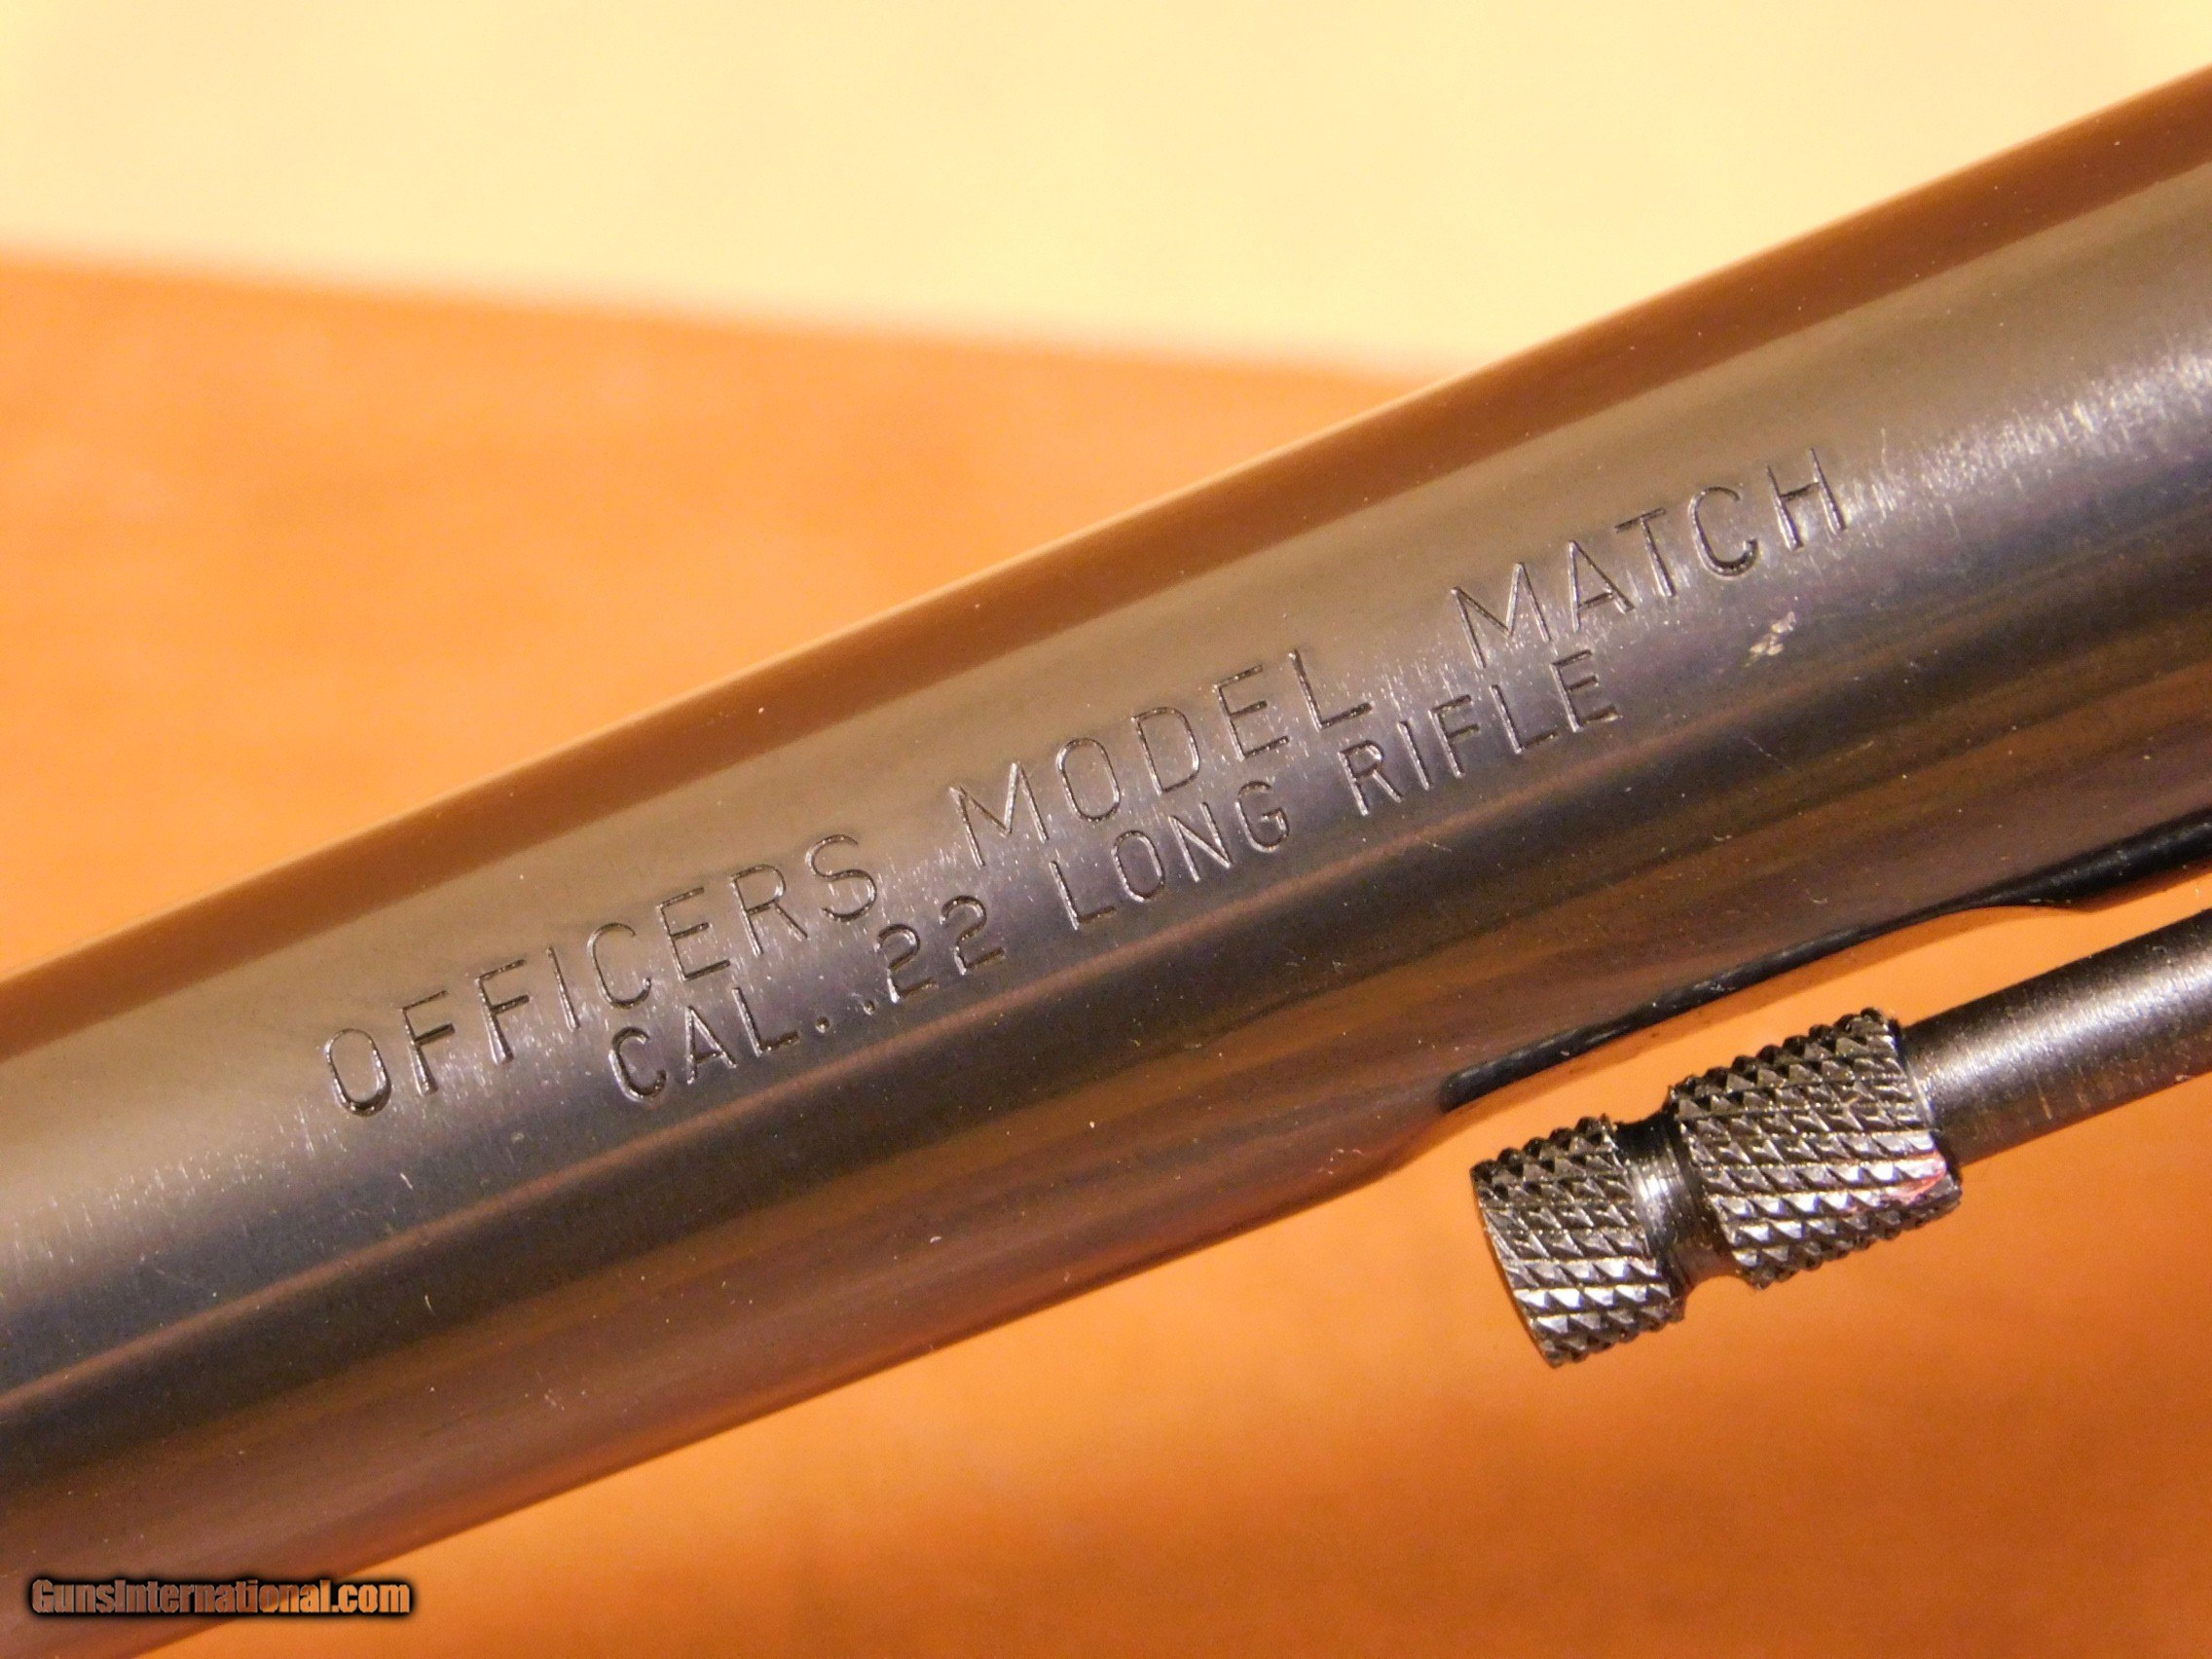 OFFICERS MODEL MATCH
CAL. .22 LONG RIFLE
GunsInternational.com